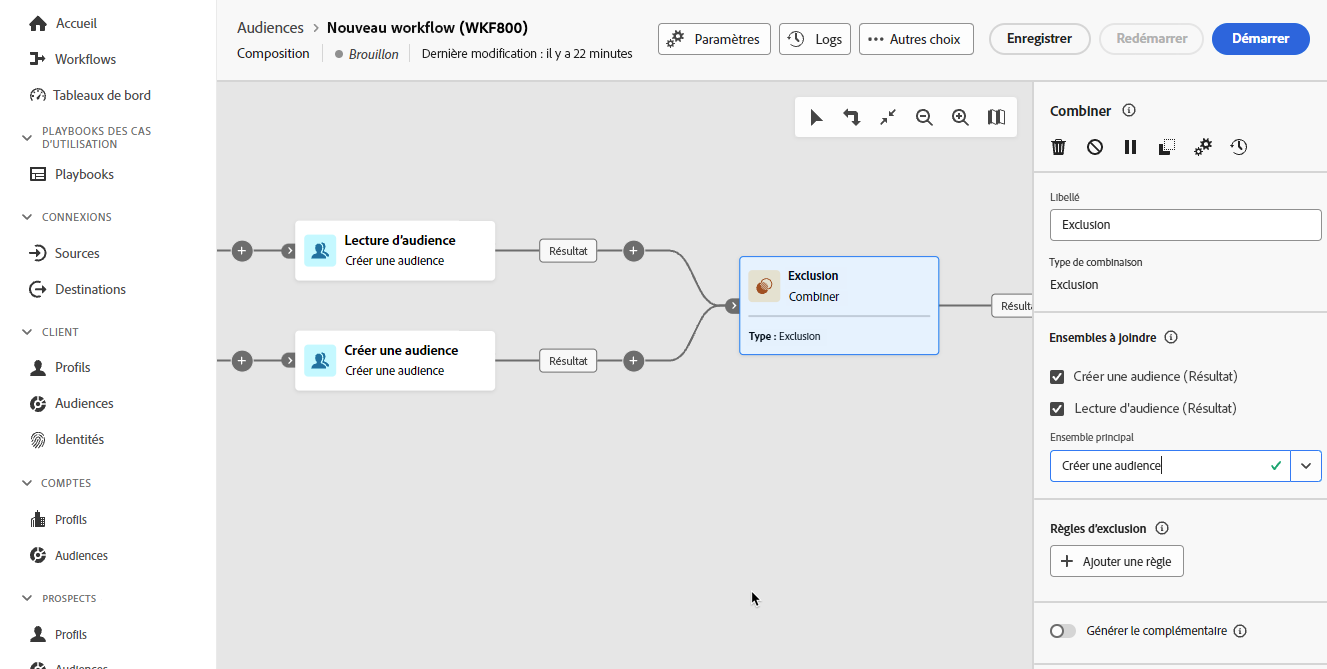 Accueil
Workflows
Tableaux de bord
PLAYBOOKS DES CAS
D'UTILISATION
Playbooks
CONNEXIONS
Sources
Destinations
CLIENT
Profils
Audiences
Identités
COMPTES
Profils
Audiences
PROSPECTS
Profils
Audiences
Audiences > Nouveau workflow (WKF800)
Composition
Brouillon
Dernière modification : il y a 22 minutes
Paramètres
Logs
Autres choix
Enregistrer
Redémarrer
Démarrer
Lecture d'audience
Créer une audience
Résultat
Créer une audience
Créer une audience
Résultat
Exclusion
Combiner
Type : Exclusion
Résulta
Combiner
Libellé
Exclusion
Type de combinaison
Exclusion
Ensembles à joindre
Créer une audience (Résultat)
Lecture d'audience (Résultat)
Ensemble principal
Créer une audience
Règles d'exclusion
Ajouter une règle
Générer le complémentaire